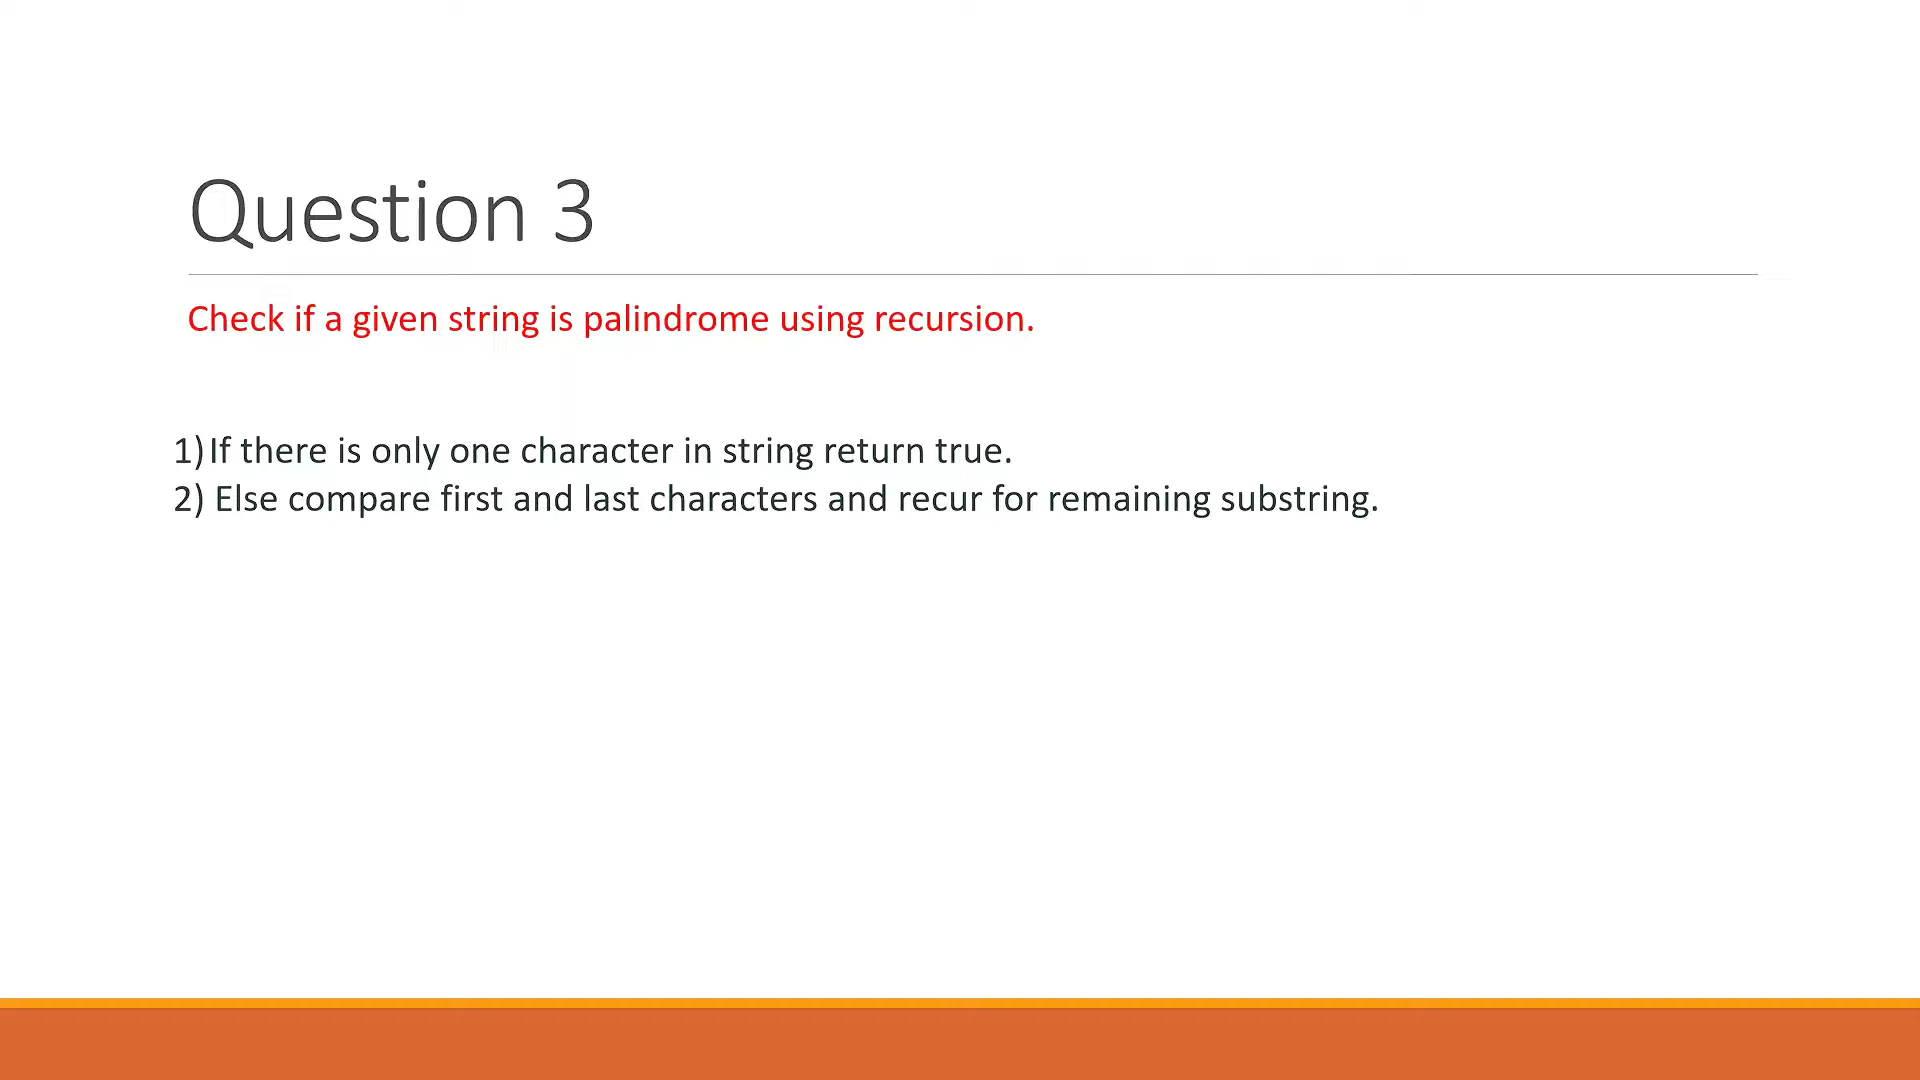 Question 3
Check if a given string is palindrome using recursion.
1)If there is only one character in string return true.
2) Else compare first and last characters and recur for remaining substring.